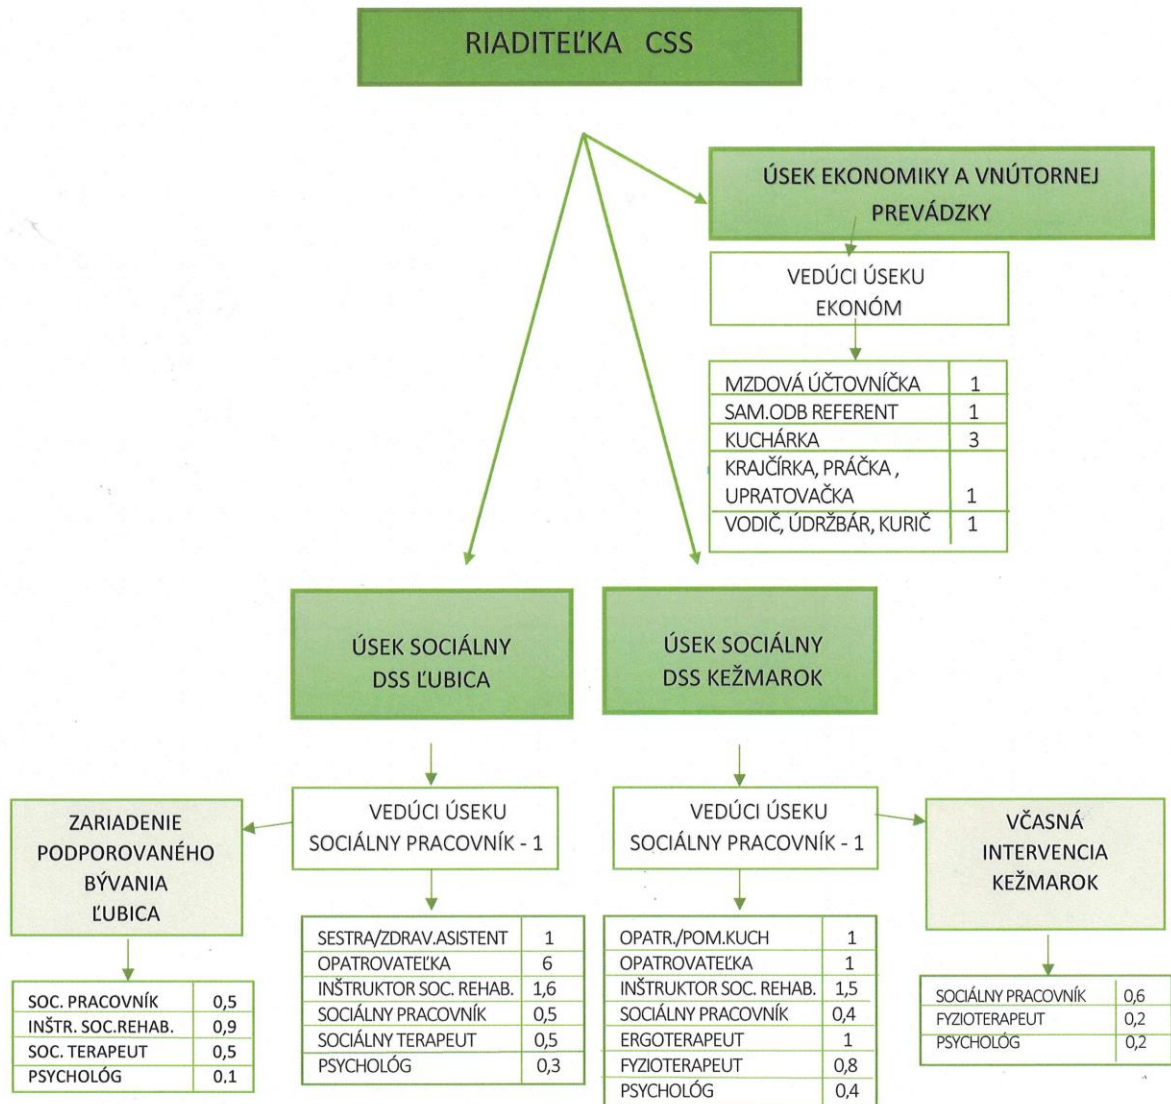 RIADITEĽKA CSS
ÚSEK EKONOMIKY A VNÚTORNEJ
PREVÁDZKY
VEDÚCI ÚSEKU
EKONÓM
MZDOVÁ ÚČTOVNÍČKA 1
SAM.ODB REFERENT 1
KUCHÁRKA 3
KRAJČÍRKA, PRÁČKA ,
UPRATOVAČKA 1
VODIČ, ÚDRŽBÁR, KURIČ 1
ÚSEK SOCIÁLNY
DSS ĽUBICA
ÚSEK SOCIÁLNY
DSS KEŽMAROK
ZARIADENIE
PODPOROVANÉHO
BÝVANIA
ĽUBICA
VEDÚCI ÚSEKU
SOCIÁLNY PRACOVNÍK - 1
VEDÚCI ÚSEKU
SOCIÁLNY PRACOVNÍK - 1
VČASNÁ
INTERVENCIA
KEŽMAROK
SOC. PRACOVNÍK 0,5
INŠTR. SOC.REHAB. 0,9
SOC. TERAPEUT 0,5
PSYCHOLÓG 0,1
SESTRA/ZDRAV.ASISTENT 1
OPATROVATEĽKA 6
INŠTRUKTOR SOC. REHAB. 1,6
SOCIÁLNY PRACOVNÍK 0,5
SOCIÁLNY TERAPEUT 0,5
PSYCHOLÓG 0,3
OPATR./POM.KUCH 1
OPATROVATEĽKA 1
INŠTRUKTOR SOC. REHAB. 1,5
SOCIÁLNY PRACOVNÍK 0,4
ERGOTERAPEUT 1
FYZIOTERAPEUT 0,8
PSYCHOLÓG 0,4
SOCIÁLNY PRACOVNÍK 0,6
FYZIOTERAPEUT 0,2
PSYCHOLÓG 0,2